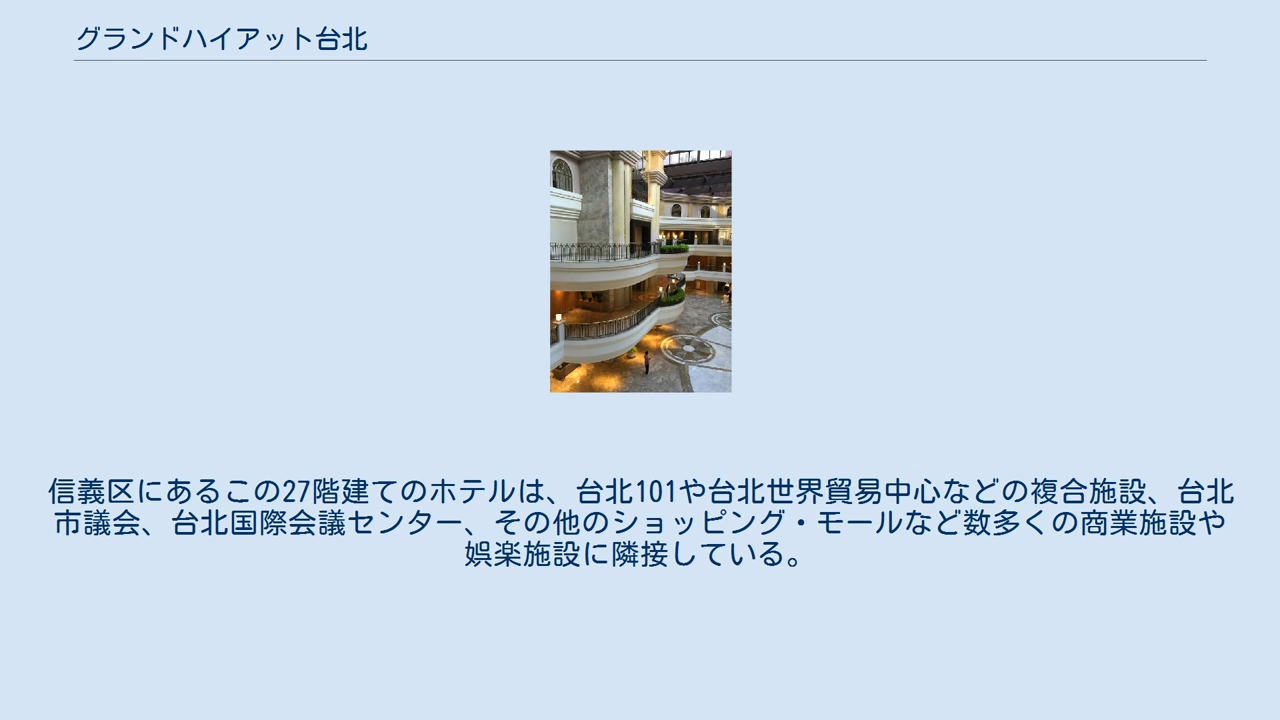 グランドハイアット台北
信義区にあるこの27階建てのホテルは、台北101や台北世界貿易中心などの複合施設、台北
市議会、台北国際会議センター、その他のショッピング・モールなど数多くの商業施設や
娯楽施設に隣接している。